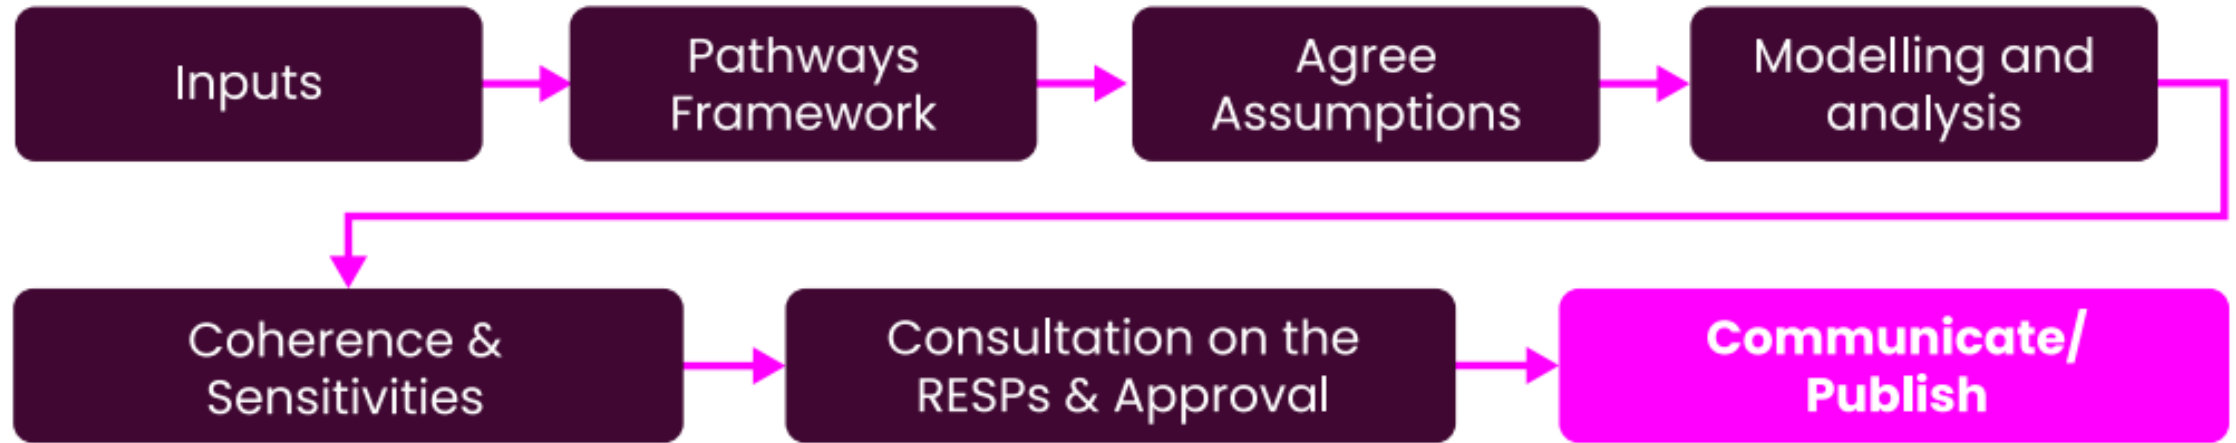 Inputs
Pathways
Framework
Agree
Assumptions
Modelling and
analysis
Coherence &
Sensitivities
Consultation on the
RESPs & Approval
Communicate/
Publish